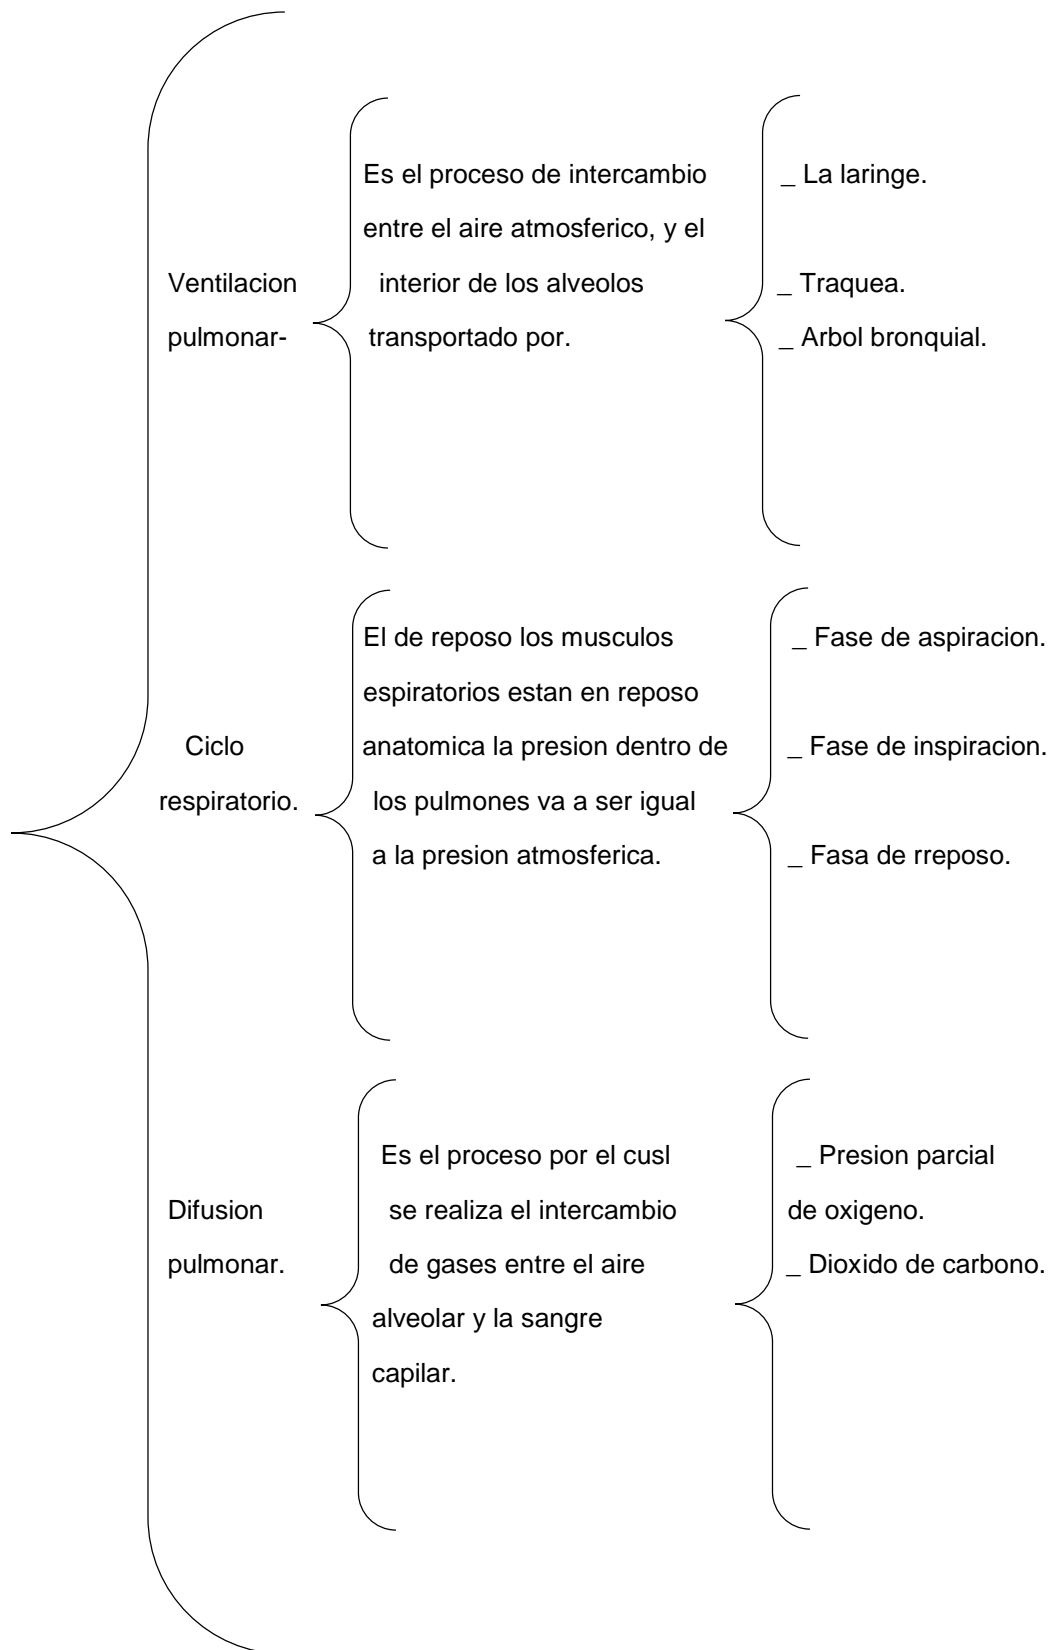 Ventilacion
pulmonar-
Es el proceso de intercambio
entre el aire atmosferico, y el
interior de los alveolos
transportado por.
_ La laringe.
_ Traquea.
_ Arbol bronquial.
Ciclo
respiratorio.
El de reposo los musculos
espiratorios estan en reposo
anatomica la presion dentro de
los pulmones va a ser igual
a la presion atmosferica.
_ Fase de aspiracion.
_ Fase de inspiracion.
_ Fasa de rreposo.
Difusion
pulmonar.
Es el proceso por el cusl
se realiza el intercambio
de gases entre el aire
alveolar y la sangre
capilar.
_ Presion parcial
de oxigeno.
_ Dioxido de carbono.